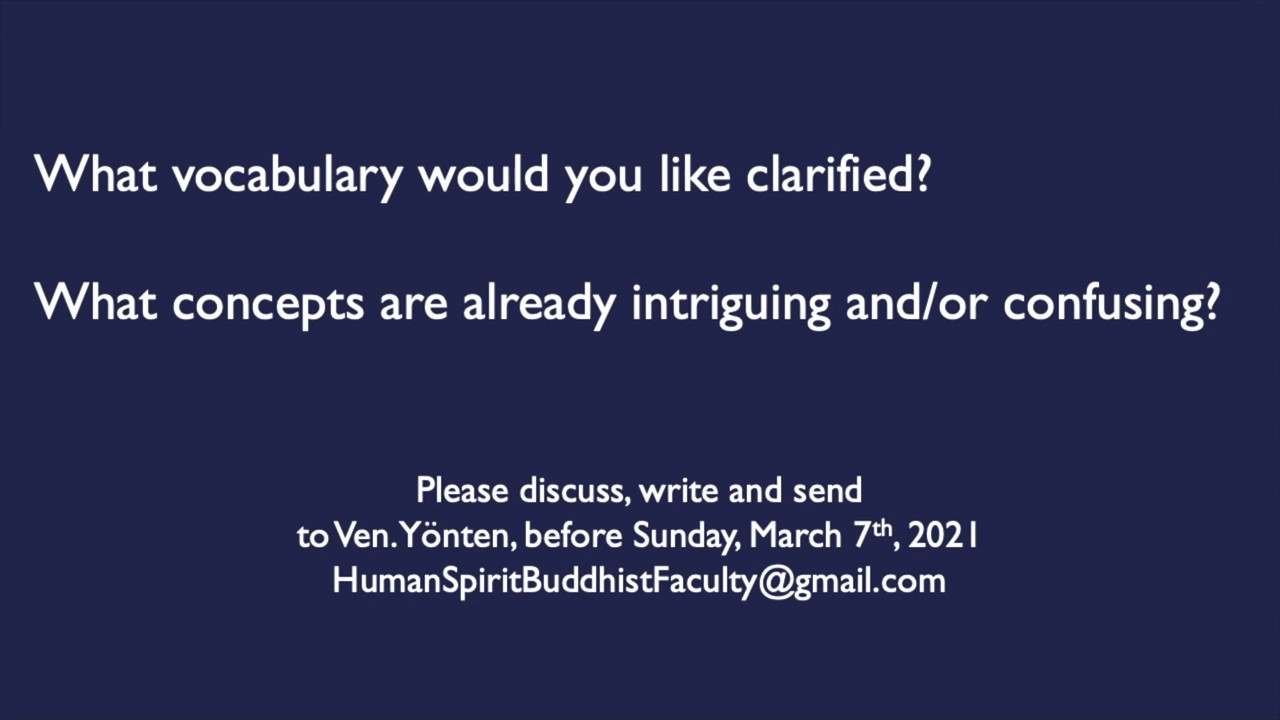 What vocabulary would you like clarified?
What concepts are already intriguing and/or confusing?
Please discuss, write and send
to Ven. Yönten, before Sunday, March 7th, 2021
HumanSpiritBuddhistFaculty@gmail.com